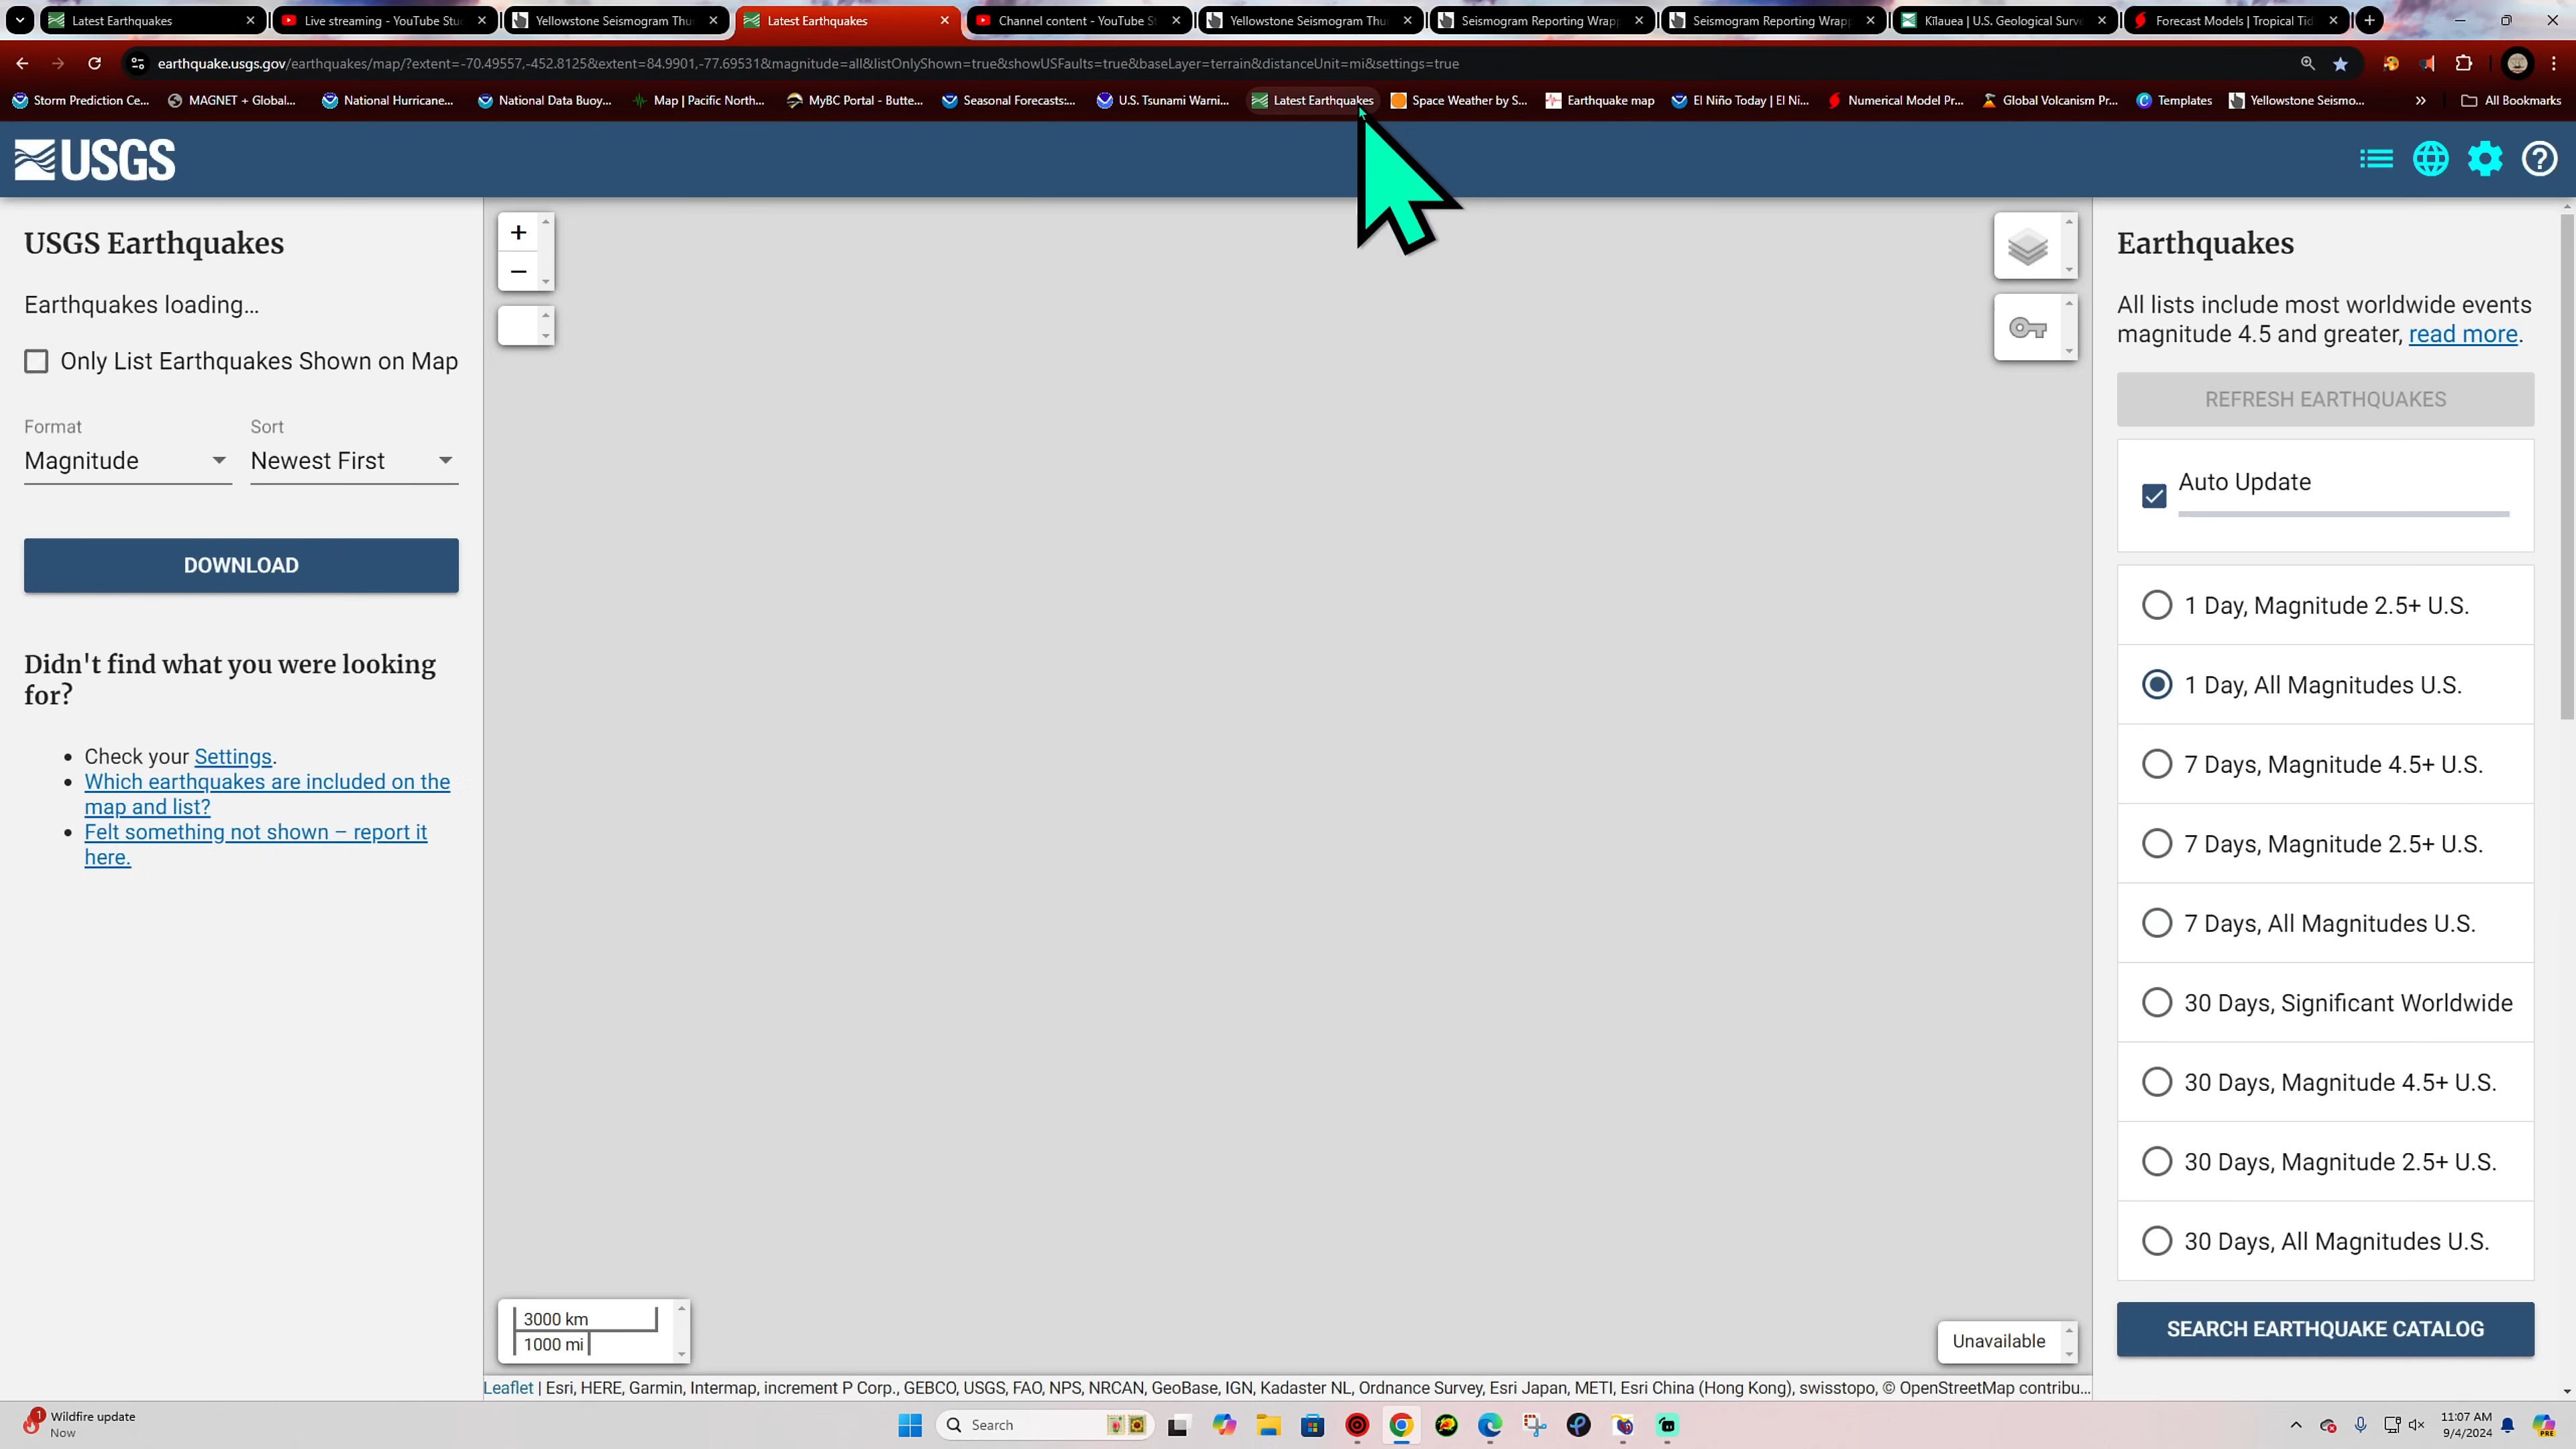 Latest Earthquakes
Live streaming - YouTube Stu
Yellowstone Seismogram Thu
Latest Earthquakes
Channel content - YouTube St
Yellowstone Seismogram Thu
Seismogram Reporting Wrapp
Seismogram Reporting Wrapp
Kīlauea | U.S. Geological Surve
Forecast Models | Tropical Tid
earthquake.usgs.gov/earthquakes/map/?extent=-70.49557,-452.8125&extent=84.9901,-77.69531&magnitude=all&listOnlyShown=true&showUSFaults=true&baseLayer=terrain&distanceUnit=mi&settings=true
Storm Prediction Ce...
MAGNET + Global...
National Hurricane...
National Data Buoy...
Map | Pacific North...
MyBC Portal - Butte...
Seasonal Forecasts:...
U.S. Tsunami Warni...
Latest Earthquakes
Space Weather by S...
Earthquake map
El Niño Today | El Ni...
Numerical Model Pr...
Global Volcanism Pr...
Templates
Yellowstone Seismo...
All Bookmarks
USGS
USGS Earthquakes
Earthquakes loading...
Only List Earthquakes Shown on Map
Format
Sort
Magnitude
Newest First
DOWNLOAD
Didn't find what you were looking
for?
Check your Settings.
Which earthquakes are included on the
map and list?
Felt something not shown – report it
here.
+
−
3000 km
1000 mi
Unavailable
Leaflet | Esri, HERE, Garmin, Intermap, increment P Corp., GEBCO, USGS, FAO, NPS, NRCAN, GeoBase, IGN, Kadaster NL, Ordnance Survey, Esri Japan, METI, Esri China (Hong Kong), swisstopo, © OpenStreetMap contribu...
Earthquakes
All lists include most worldwide events
magnitude 4.5 and greater, read more.
REFRESH EARTHQUAKES
Auto Update
1 Day, Magnitude 2.5+ U.S.
1 Day, All Magnitudes U.S.
7 Days, Magnitude 4.5+ U.S.
7 Days, Magnitude 2.5+ U.S.
7 Days, All Magnitudes U.S.
30 Days, Significant Worldwide
30 Days, Magnitude 4.5+ U.S.
30 Days, Magnitude 2.5+ U.S.
30 Days, All Magnitudes U.S.
SEARCH EARTHQUAKE CATALOG
1
Wildfire update
Now
Search
11:07 AM
9/4/2024
PRE